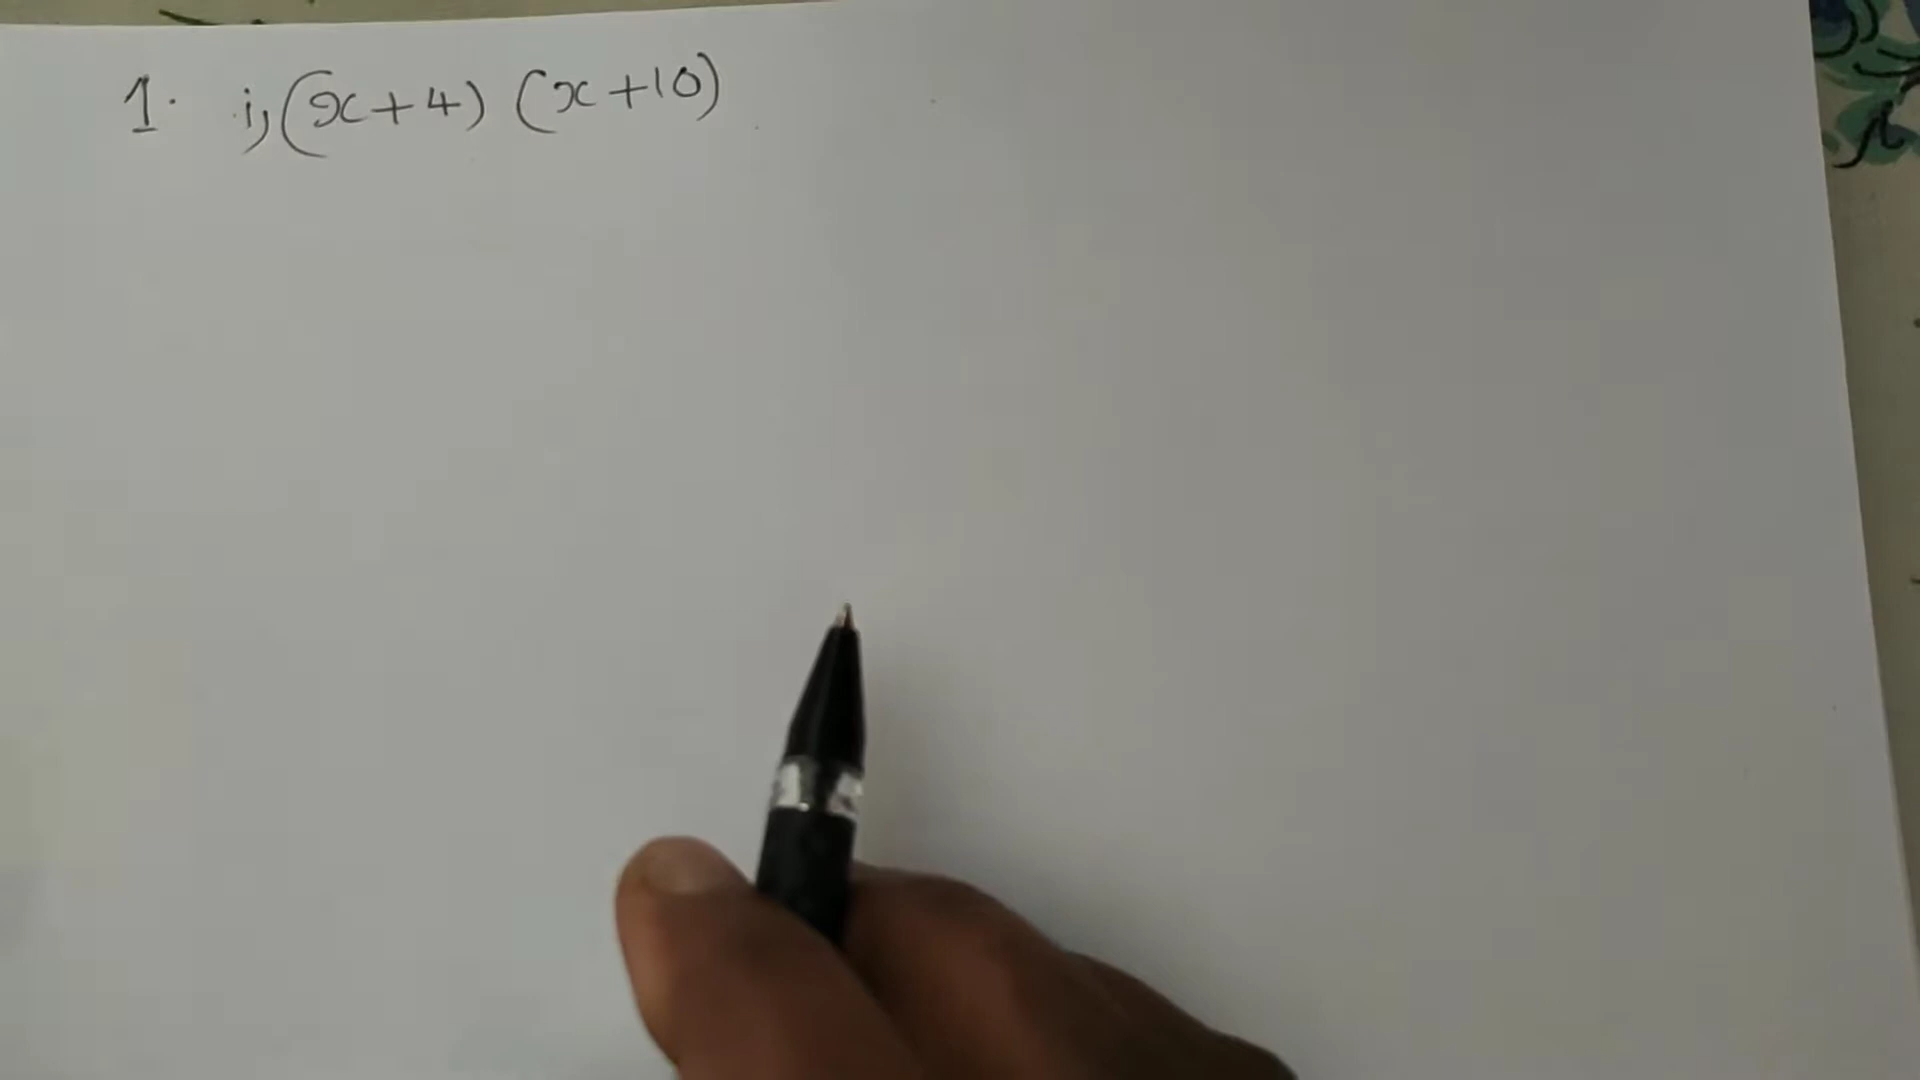 1. i, (x+4) (x+10)